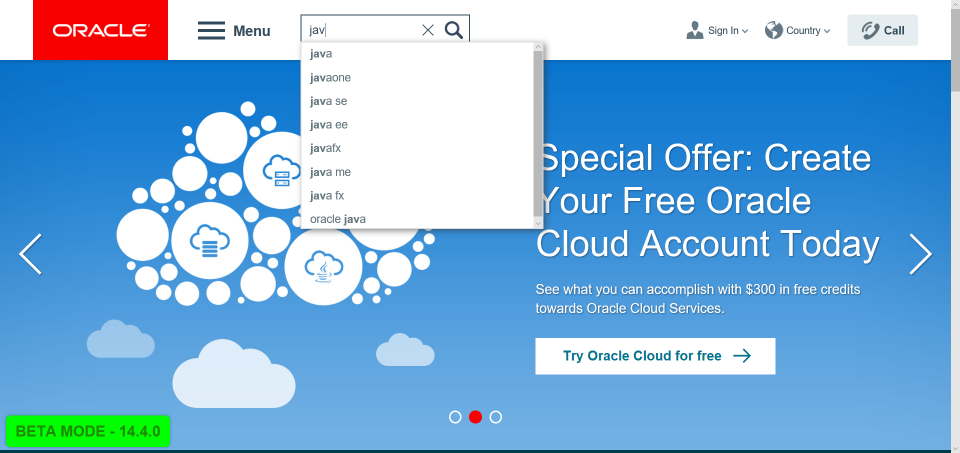 ORACLE
Menu
jav
Sign In
Country
Call
java
javaone
java se
java ee
javafx
java me
java fx
oracle java
Special Offer: Create
Your Free Oracle
Cloud Account Today
See what you can accomplish with $300 in free credits
towards Oracle Cloud Services.
Try Oracle Cloud for free
BETA MODE - 14.4.0